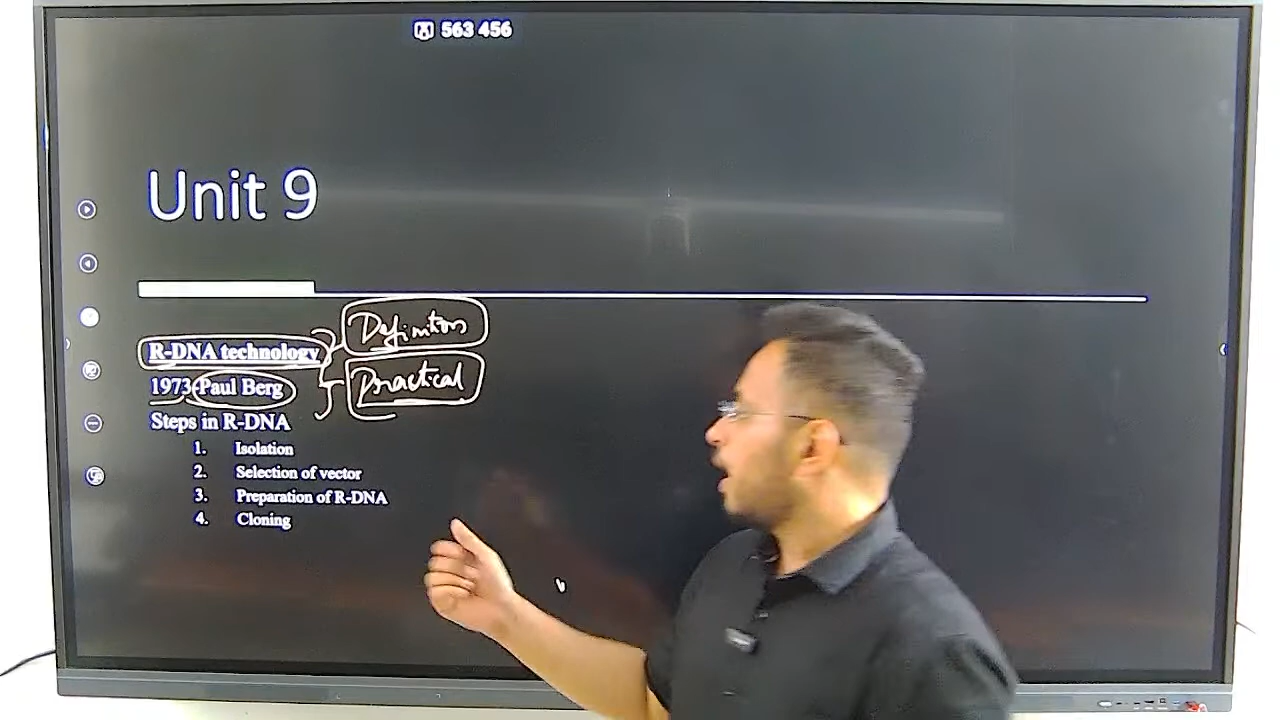 563 456
Unit 9
Definition
R-DNA technology
1973-Paul Berg
Practical
Steps in R-DNA
1. Isolation
2. Selection of vector
3. Preparation of R-DNA
4. Cloning